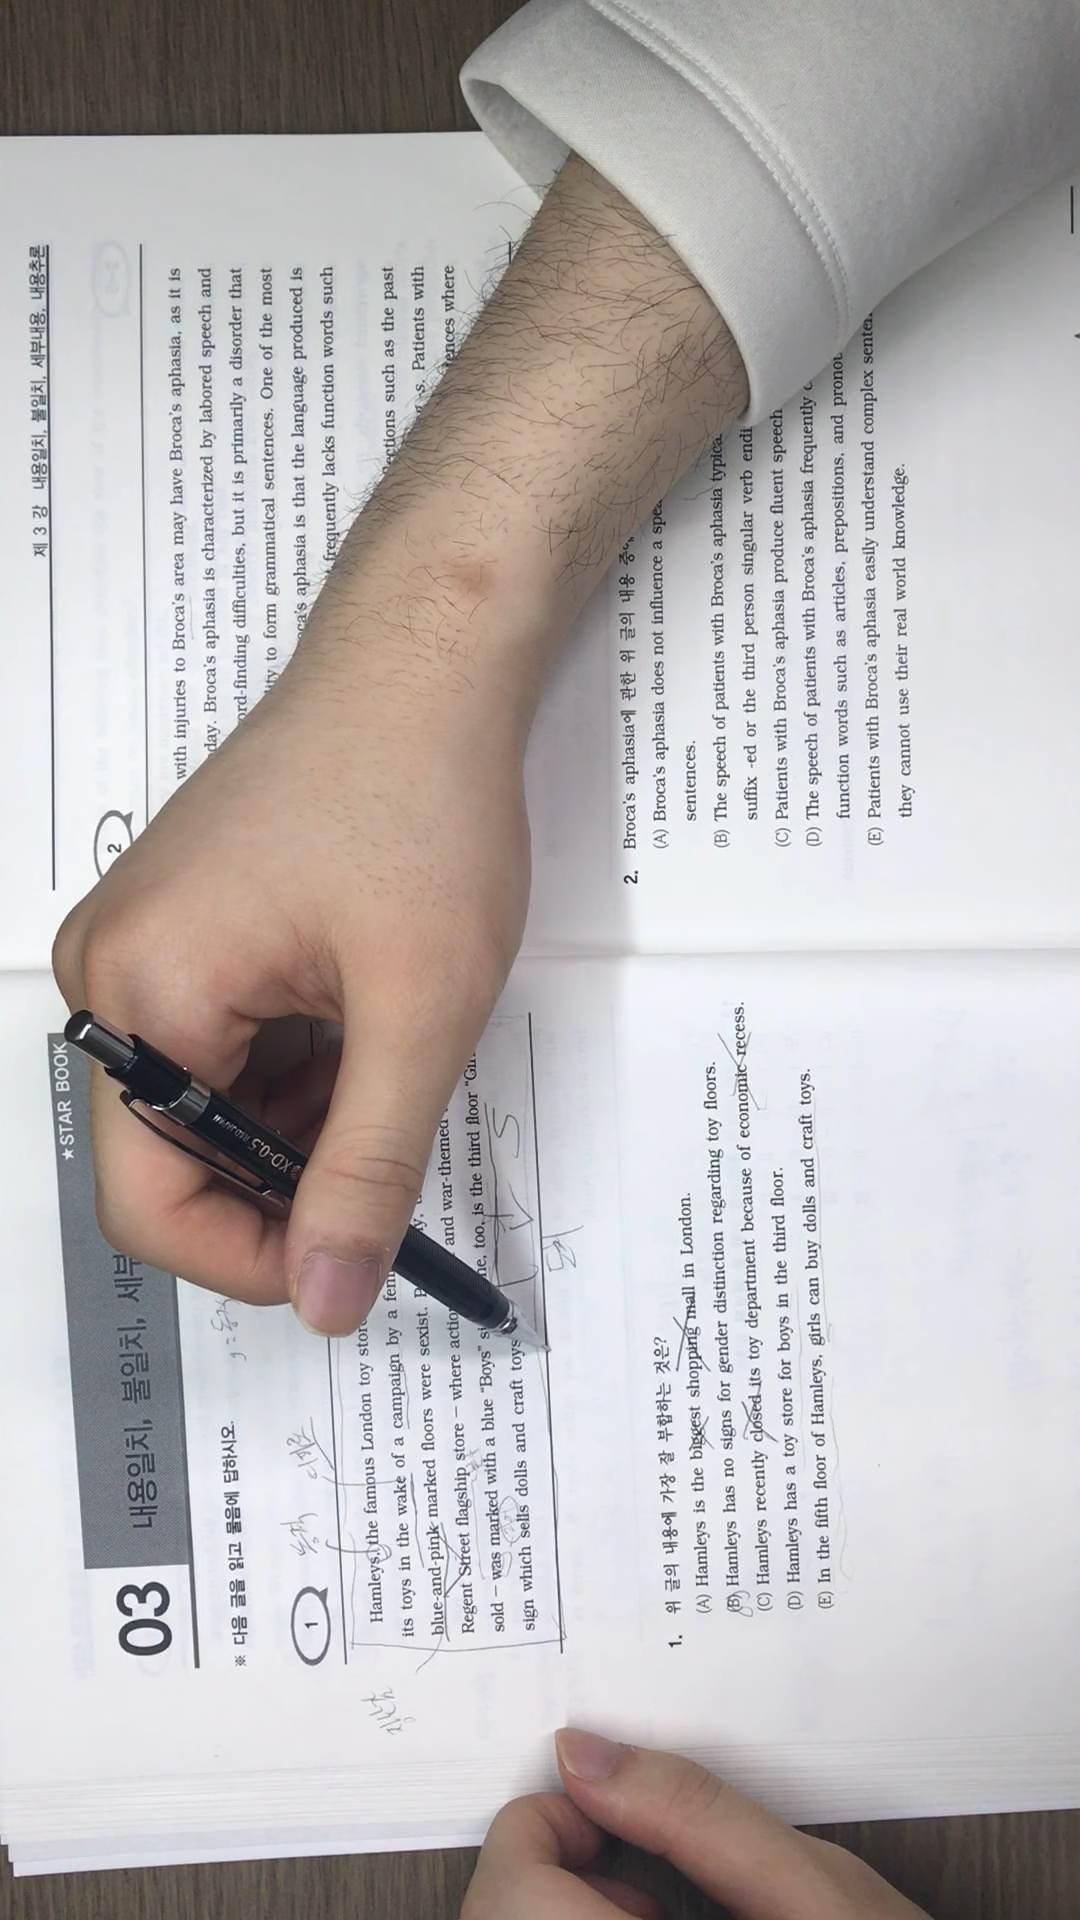 ★STAR BOOK
03 내용일치, 불일치, 세부
※ 다음 글을 읽고 물음에 답하시오.
1
Hamleys, the famous London toy stor
its toys in the wake of a campaign by a fem
blue-and-pink marked floors were sexist.
Regent Street flagship store – where actio and war-themed
sold – was marked with a blue "Boys" si ne, too, is the third floor "Gir
sign which sells dolls and craft toys
1. 위 글의 내용에 가장 잘 부합하는 것은?
(A) Hamleys is the biggest shopping mall in London.
(B) Hamleys has no signs for gender distinction regarding toy floors.
(C) Hamleys recently closed its toy department because of economic recess.
(D) Hamleys has a toy store for boys in the third floor.
(E) In the fifth floor of Hamleys, girls can buy dolls and craft toys.
제 3 강 내용일치, 불일치, 세부내용, 내용추론
2
with injuries to Broca's area may have Broca's aphasia, as it is
day. Broca's aphasia is characterized by labored speech and
ord-finding difficulties, but it is primarily a disorder that
ity to form grammatical sentences. One of the most
oca's aphasia is that the language produced is
frequently lacks function words such
ections such as the past
s. Patients with
ences where
2. Broca's aphasia에 관한 위 글의 내용 중
(A) Broca's aphasia does not influence a spea
sentences.
(B) The speech of patients with Broca's aphasia typica
suffix -ed or the third person singular verb endi
(C) Patients with Broca's aphasia produce fluent speech
(D) The speech of patients with Broca's aphasia frequently
function words such as articles, prepositions, and pronou
(E) Patients with Broca's aphasia easily understand complex senten
they cannot use their real world knowledge.
XD-0.5